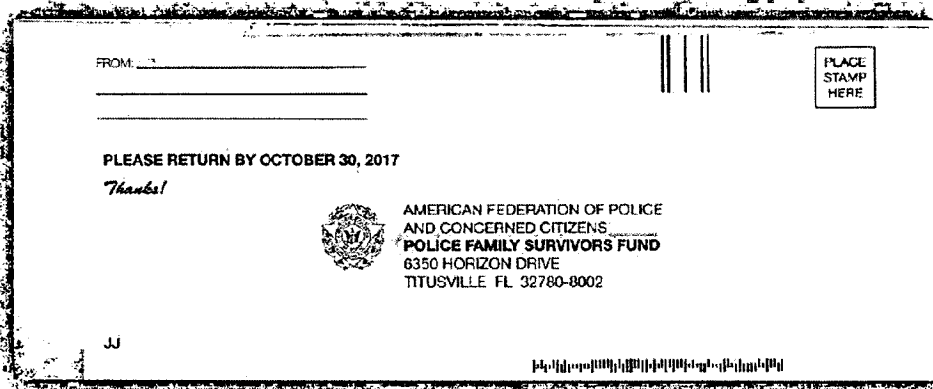 FROM:
PLACE
STAMP
HERE
PLEASE RETURN BY OCTOBER 30, 2017
Thanks!
AMERICAN FEDERATION OF POLICE
AND CONCERNED CITIZENS
POLICE FAMILY SURVIVORS FUND
6350 HORIZON DRIVE
TITUSVILLE FL 32780-8002
JJ